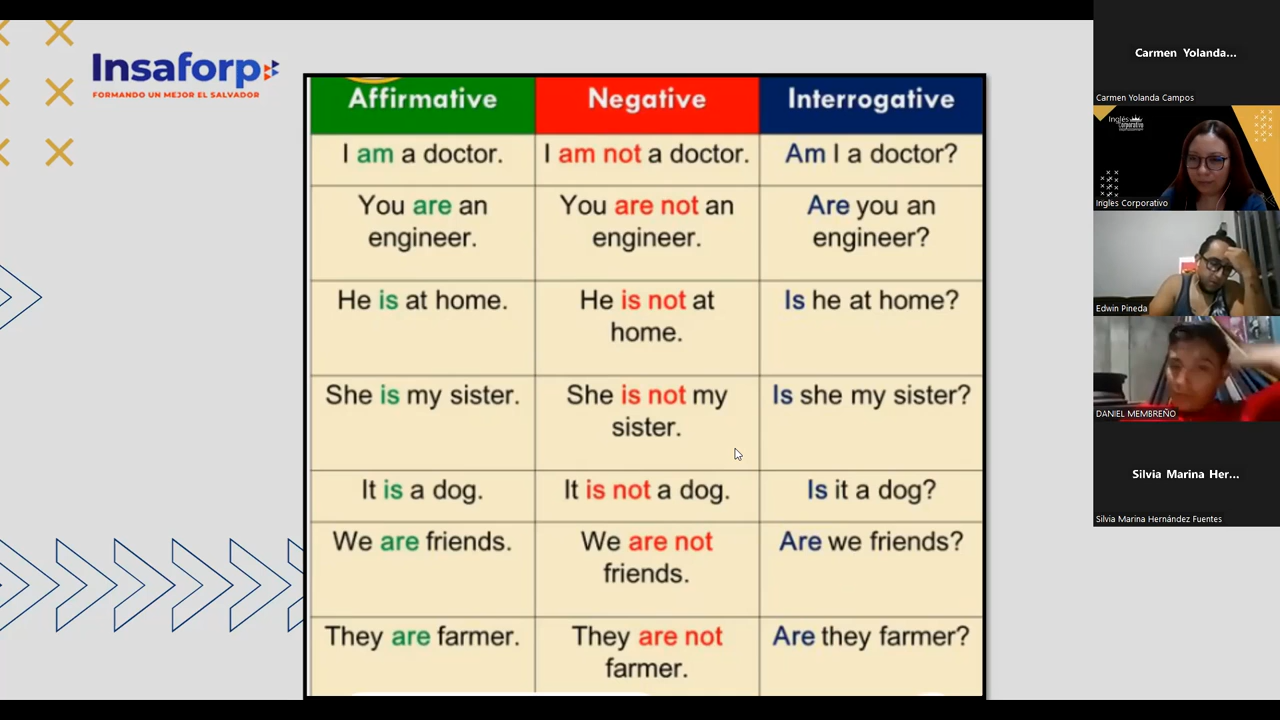 Insaforp
FORMANDO UN MEJOR EL SALVADOR
Affirmative
Negative
Interrogative
I am a doctor.
I am not a doctor.
Am I a doctor?
You are an
engineer.
You are not an
engineer.
Are you an
engineer?
He is at home.
He is not at
home.
Is he at home?
She is my sister.
She is not my
sister.
Is she my sister?
It is a dog.
It is not a dog.
Is it a dog?
We are friends.
We are not
friends.
Are we friends?
They are farmer.
They are not
farmer.
Are they farmer?
Carmen Yolanda...
Carmen Yolanda Campos
Inglés
Corporativo
Ingles Corporativo
Edwin Pineda
DANIEL MEMBREÑO
Silvia Marina Her...
Silvia Marina Hernández Fuentes